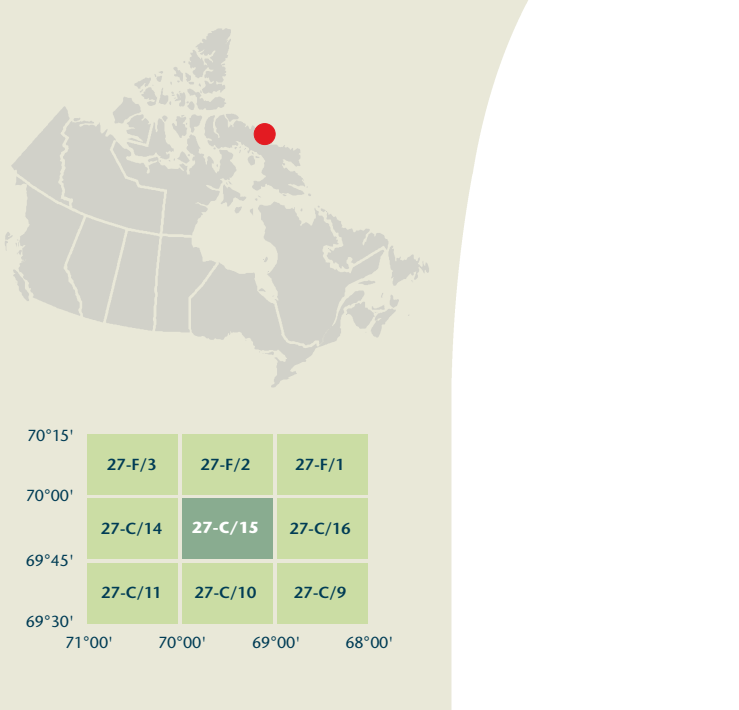 70°15'
27-F/3 27-F/2 27-F/1
70°00'
27-C/14 27-C/15 27-C/16
69°45'
27-C/11 27-C/10 27-C/9
69°30'
71°00' 70°00' 69°00' 68°00'